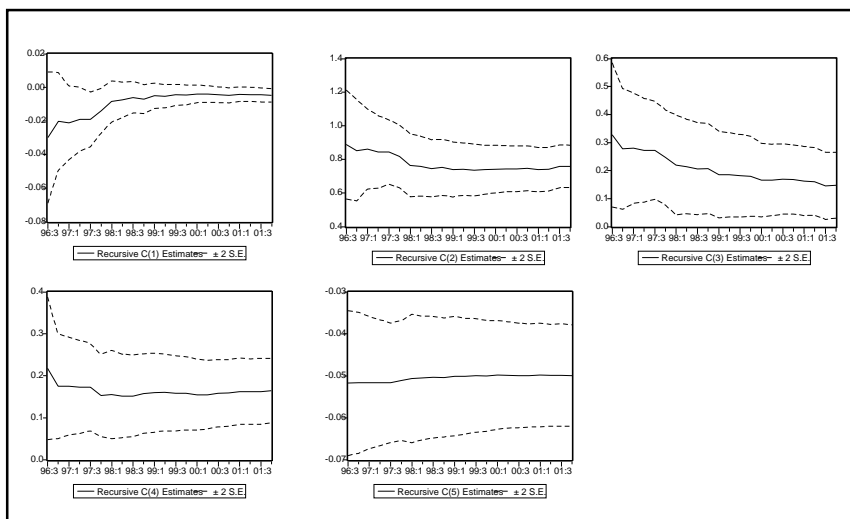 0.02
0.00
-0.02
-0.04
-0.06
-0.08
96:3 97:1 97:3 98:1 98:3 99:1 99:3 00:1 00:3 01:1 01:3
Recursive C(1) Estimates ± 2 S.E.
1.4
1.2
1.0
0.8
0.6
0.4
96:3 97:1 97:3 98:1 98:3 99:1 99:3 00:1 00:3 01:1 01:3
Recursive C(2) Estimates ± 2 S.E.
0.6
0.5
0.4
0.3
0.2
0.1
0.0
96:3 97:1 97:3 98:1 98:3 99:1 99:3 00:1 00:3 01:1 01:3
Recursive C(3) Estimates ± 2 S.E.
0.4
0.3
0.2
0.1
0.0
96:3 97:1 97:3 98:1 98:3 99:1 99:3 00:1 00:3 01:1 01:3
Recursive C(4) Estimates ± 2 S.E.
-0.03
-0.04
-0.05
-0.06
-0.07
96:3 97:1 97:3 98:1 98:3 99:1 99:3 00:1 00:3 01:1 01:3
Recursive C(5) Estimates ± 2 S.E.